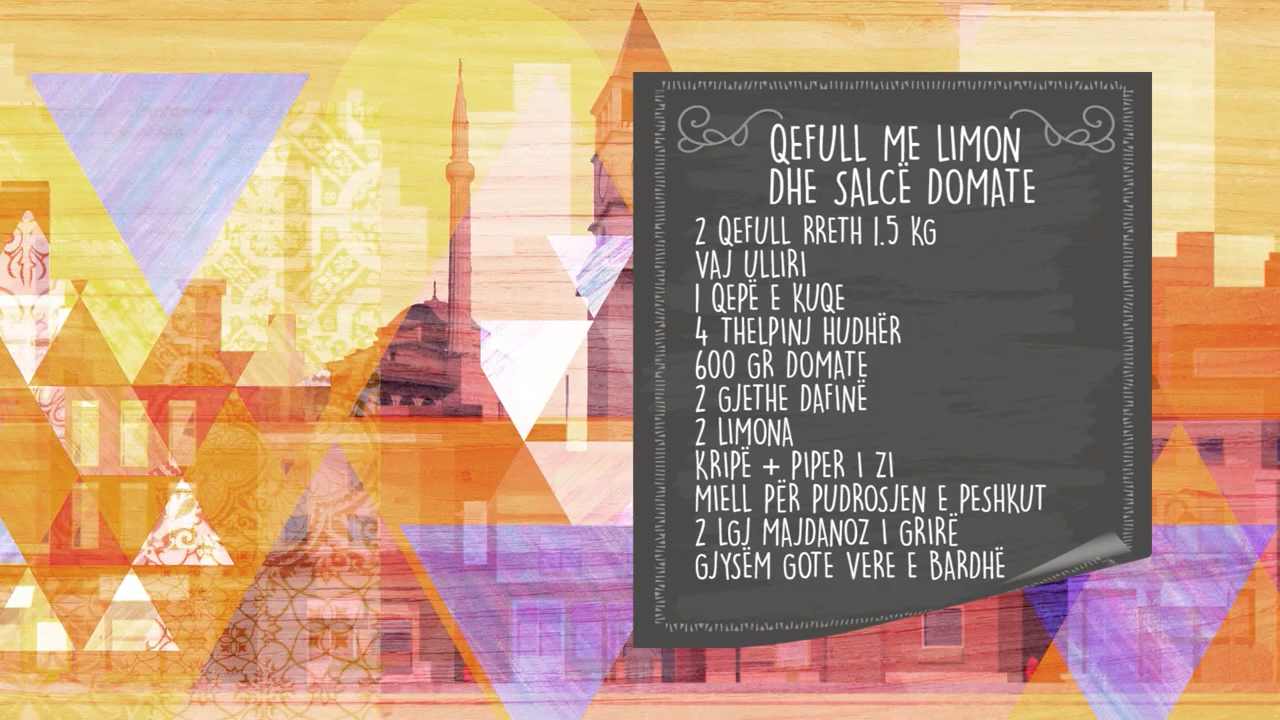 QEFULL ME LIMON
DHE SALCË DOMATE
2 QEFULL RRETH 1.5 KG
VAJ ULLIRI
1 QEPË E KUQE
4 THELPINJ HUDHËR
600 GR DOMATE
2 GJETHE DAFINË
2 LIMONA
KRIPË + PIPER I ZI
MIELL PËR PUDROSJEN E PESHKUT
2 LGJ MAJDANOZ I GRIRË
GJYSËM GOTE VERE E BARDHË